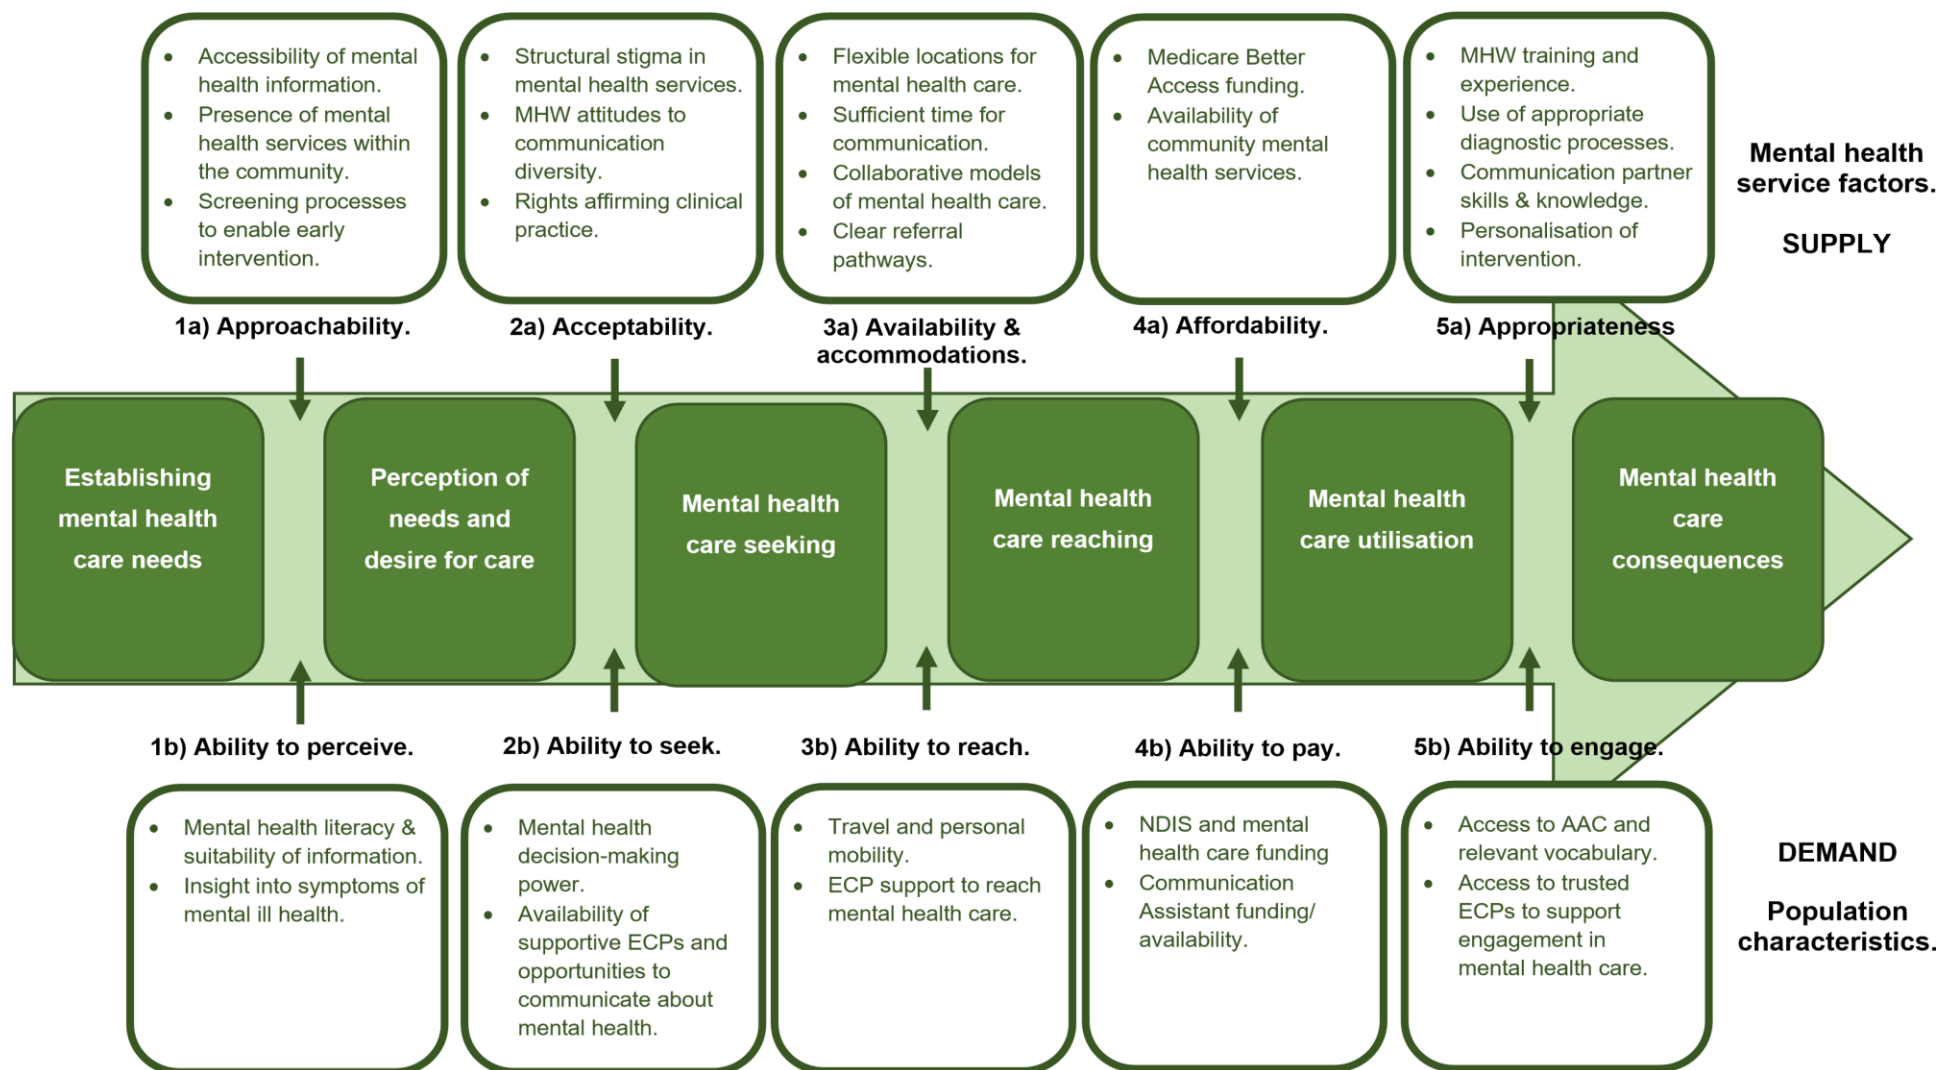 • Accessibility of mental
health information.
• Presence of mental
health services within
the community.
• Screening processes
to enable early
intervention.
• Structural stigma in
mental health services.
• MHW attitudes to
communication
diversity.
• Rights affirming clinical
practice.
• Flexible locations for
mental health care.
• Sufficient time for
communication.
• Collaborative models
of mental health care.
• Clear referral
pathways.
• Medicare Better
Access funding.
• Availability of
community mental
health services.
• MHW training and
experience.
• Use of appropriate
diagnostic processes.
• Communication partner
skills & knowledge.
• Personalisation of
intervention.
Mental health
service factors.
SUPPLY
1a) Approachability.
2a) Acceptability.
3a) Availability &
accommodations.
4a) Affordability.
5a) Appropriateness
Establishing
mental health
care needs
Perception of
needs and
desire for care
Mental health
care seeking
Mental health
care reaching
Mental health
care utilisation
Mental health
care
consequences
1b) Ability to perceive.
2b) Ability to seek.
3b) Ability to reach.
4b) Ability to pay.
5b) Ability to engage.
• Mental health literacy &
suitability of information.
• Insight into symptoms of
mental ill health.
• Mental health
decision-making
power.
• Availability of
supportive ECPs and
opportunities to
communicate about
mental health.
• Travel and personal
mobility.
• ECP support to reach
mental health care.
• NDIS and mental
health care funding
• Communication
Assistant funding/
availability.
• Access to AAC and
relevant vocabulary.
• Access to trusted
ECPs to support
engagement in
mental health care.
DEMAND
Population
characteristics.